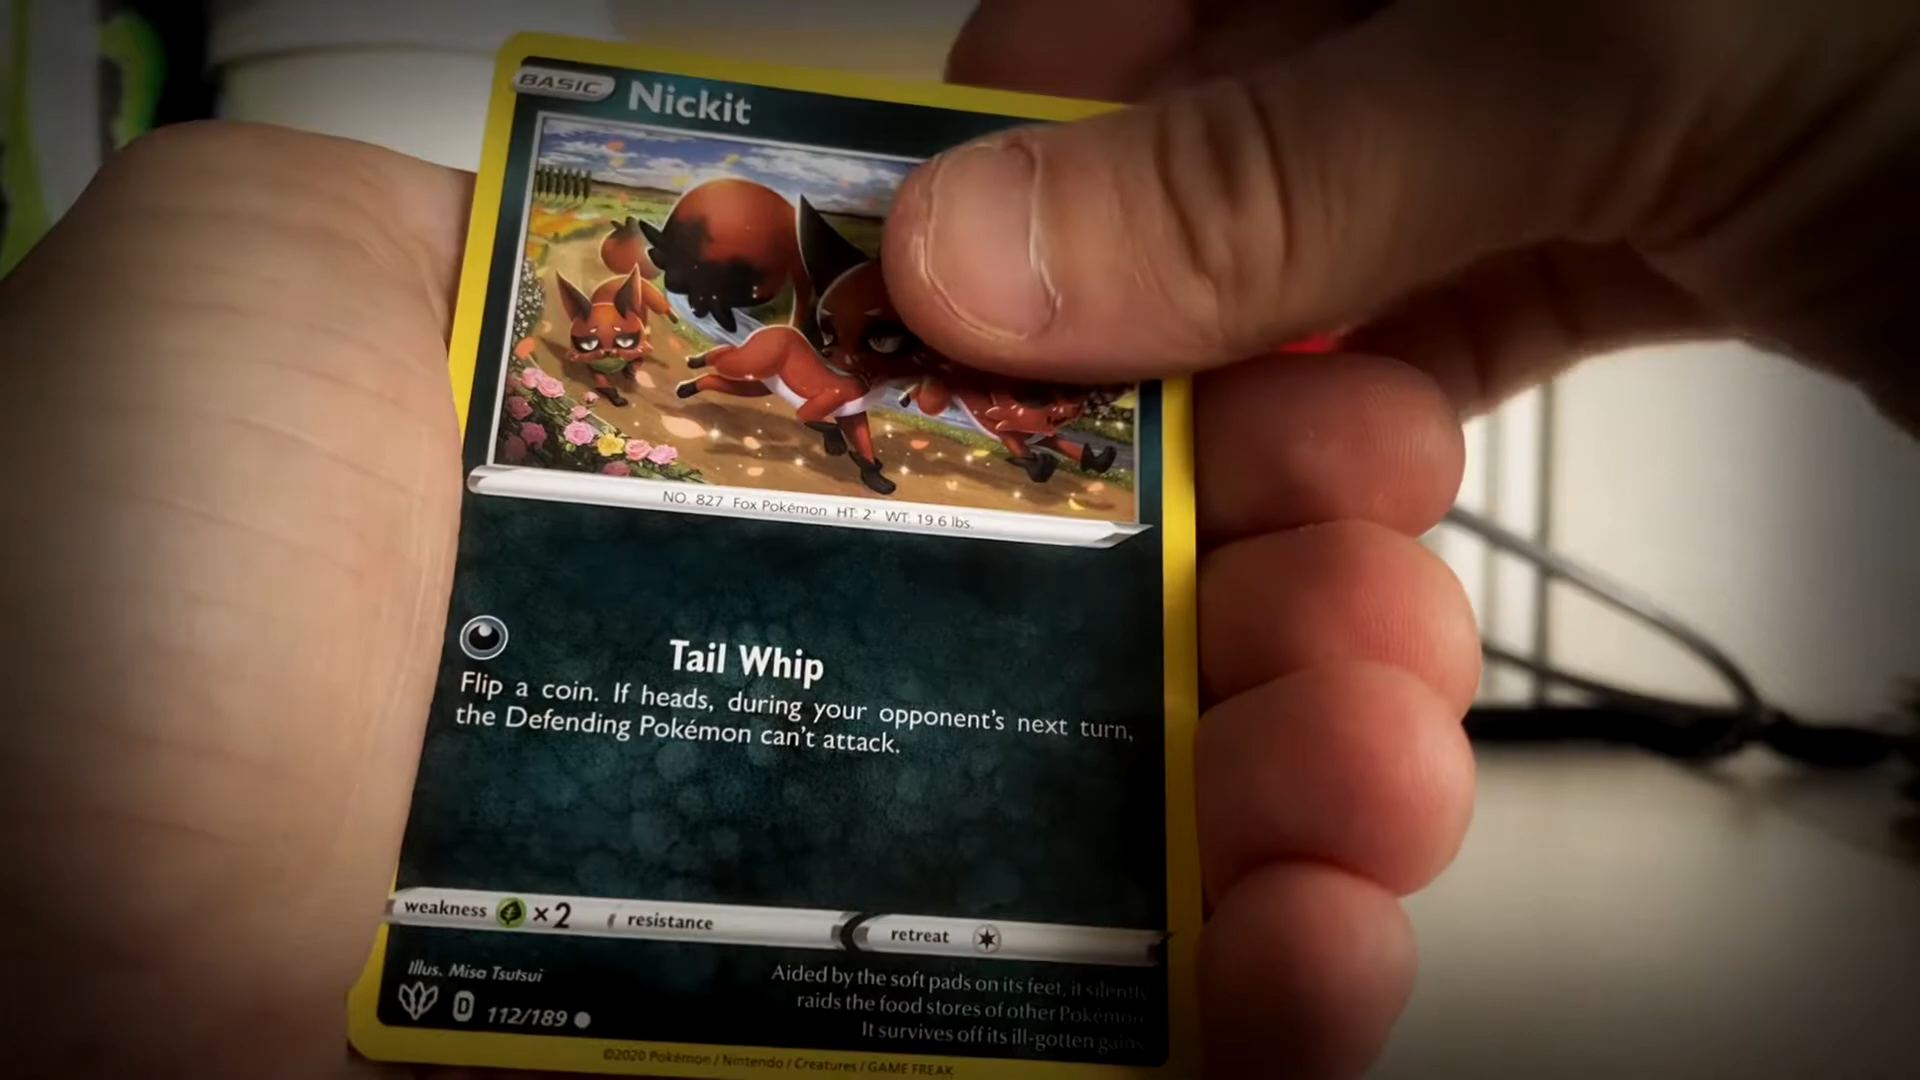 BASIC
Nickit
NO. 827 Fox Pokémon HT: 2' WT: 19.6 lbs.
Tail Whip
Flip a coin. If heads, during your opponent's next turn,
the Defending Pokémon can't attack.
weakness ×2 resistance retreat
Illus. Misa Tsutsui
D 112/189
Aided by the soft pads on its feet, it silently
raids the food stores of other Pokémon.
It survives off its ill-gotten gains.
©2020 Pokémon / Nintendo / Creatures / GAME FREAK